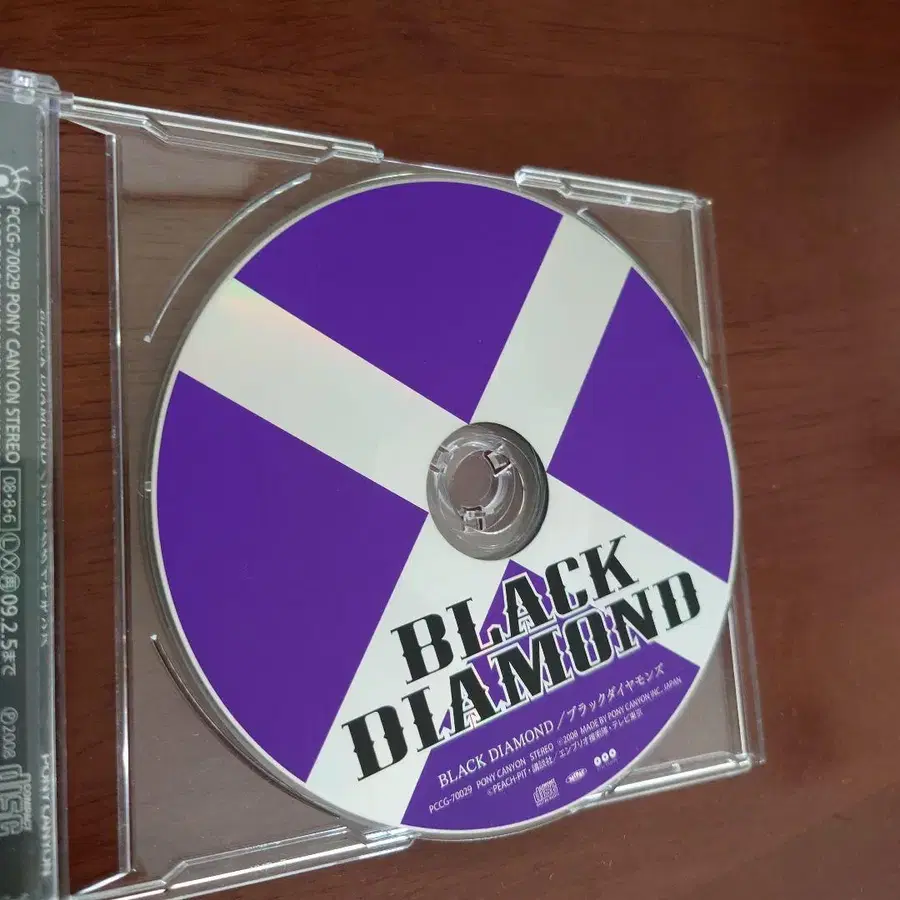 PCCG-70029 PONY CANYON STEREO 08・8・6 Ⓛ Ⓧ 再 09.2.5まで ℗2008
COMPACT disc
PONY CANYON
BLACK
DIAMOND
BLACK DIAMOND / ブラックダイヤモンズ
PCCG-70029 PONY CANYON STEREO ℗2008 MADE BY PONY CANYON INC. JAPAN
©PEACH-PIT・講談社／エンブリオ捜索隊・テレビ東京